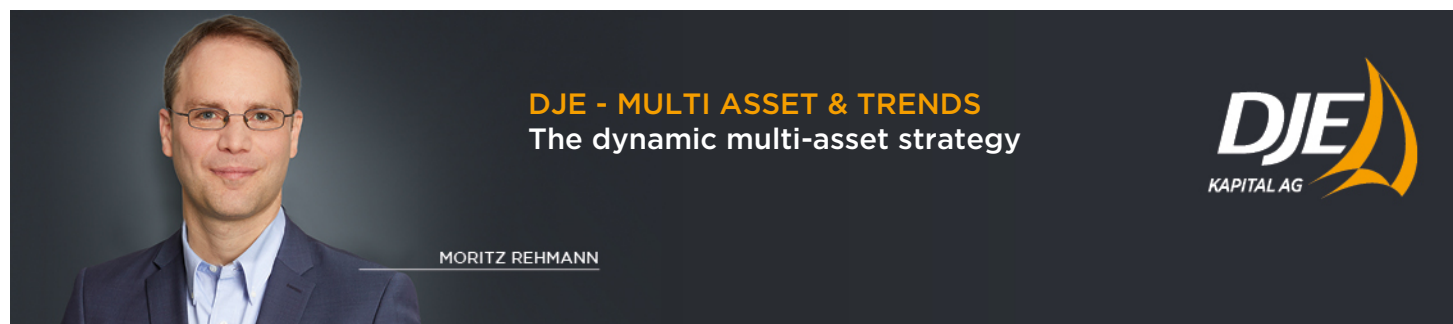 DJE - MULTI ASSET & TRENDS
The dynamic multi-asset strategy
DJE
KAPITAL AG
MORITZ REHMANN